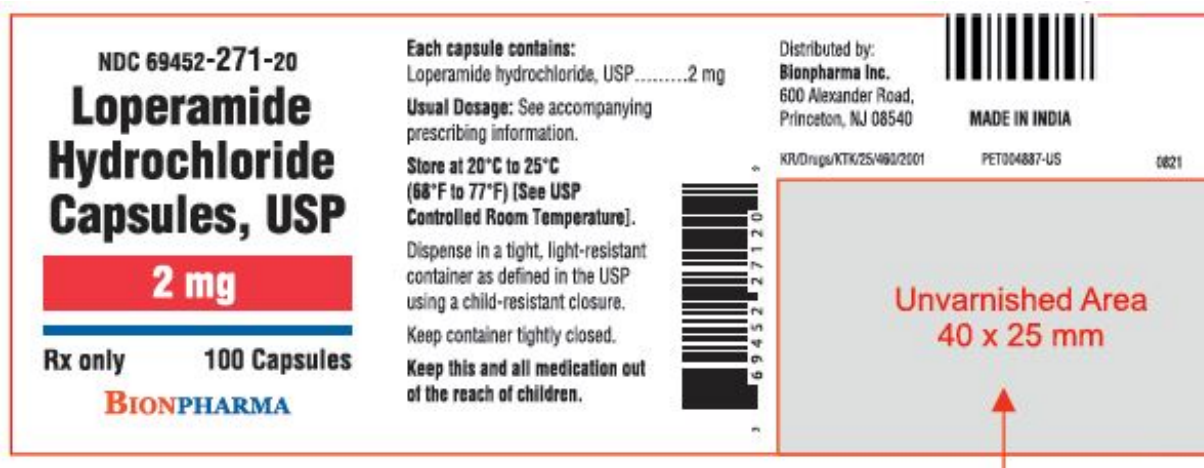 NDC 69452-271-20
Loperamide
Hydrochloride
Capsules, USP
2 mg
Rx only 100 Capsules
BIONPHARMA
Each capsule contains:
Loperamide hydrochloride, USP.........2 mg
Usual Dosage: See accompanying
prescribing information.
Store at 20°C to 25°C
(68°F to 77°F) [See USP
Controlled Room Temperature].
Dispense in a tight, light-resistant
container as defined in the USP
using a child-resistant closure.
Keep container tightly closed.
Keep this and all medication out
of the reach of children.
3 69452 27120 9
Distributed by:
Bionpharma Inc.
600 Alexander Road,
Princeton, NJ 08540
MADE IN INDIA
KR/Drugs/KTK/25/460/2001 PET004887-US 0821
Unvarnished Area
40 x 25 mm